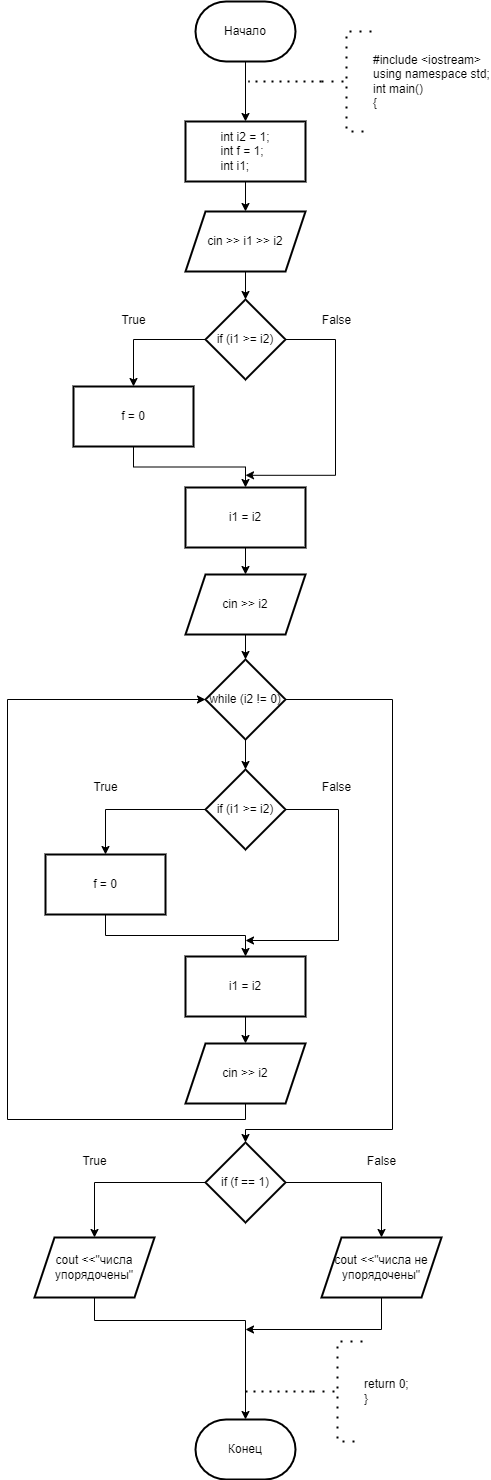 Начало
#include <iostream>
using namespace std;
int main()
{
int i2 = 1;
int f = 1;
int i1;
cin >> i1 >> i2
True
False
if (i1 >= i2)
f = 0
i1 = i2
cin >> i2
while (i2 != 0)
True
False
if (i1 >= i2)
f = 0
i1 = i2
cin >> i2
True
False
if (f == 1)
cout <<"числа
упорядочены"
cout <<"числа не
упорядочены"
return 0;
}
Конец